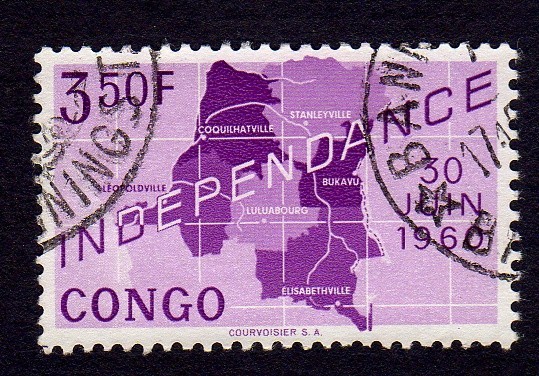 3.50F
STANLEYVILLE
COQUILHATVILLE
INDEPENDANCE
LÉOPOLDVILLE
BUKAVU
30
JUIN
1960
LULUABOURG
ELISABETHVILLE
CONGO
COURVOISIER S. A.